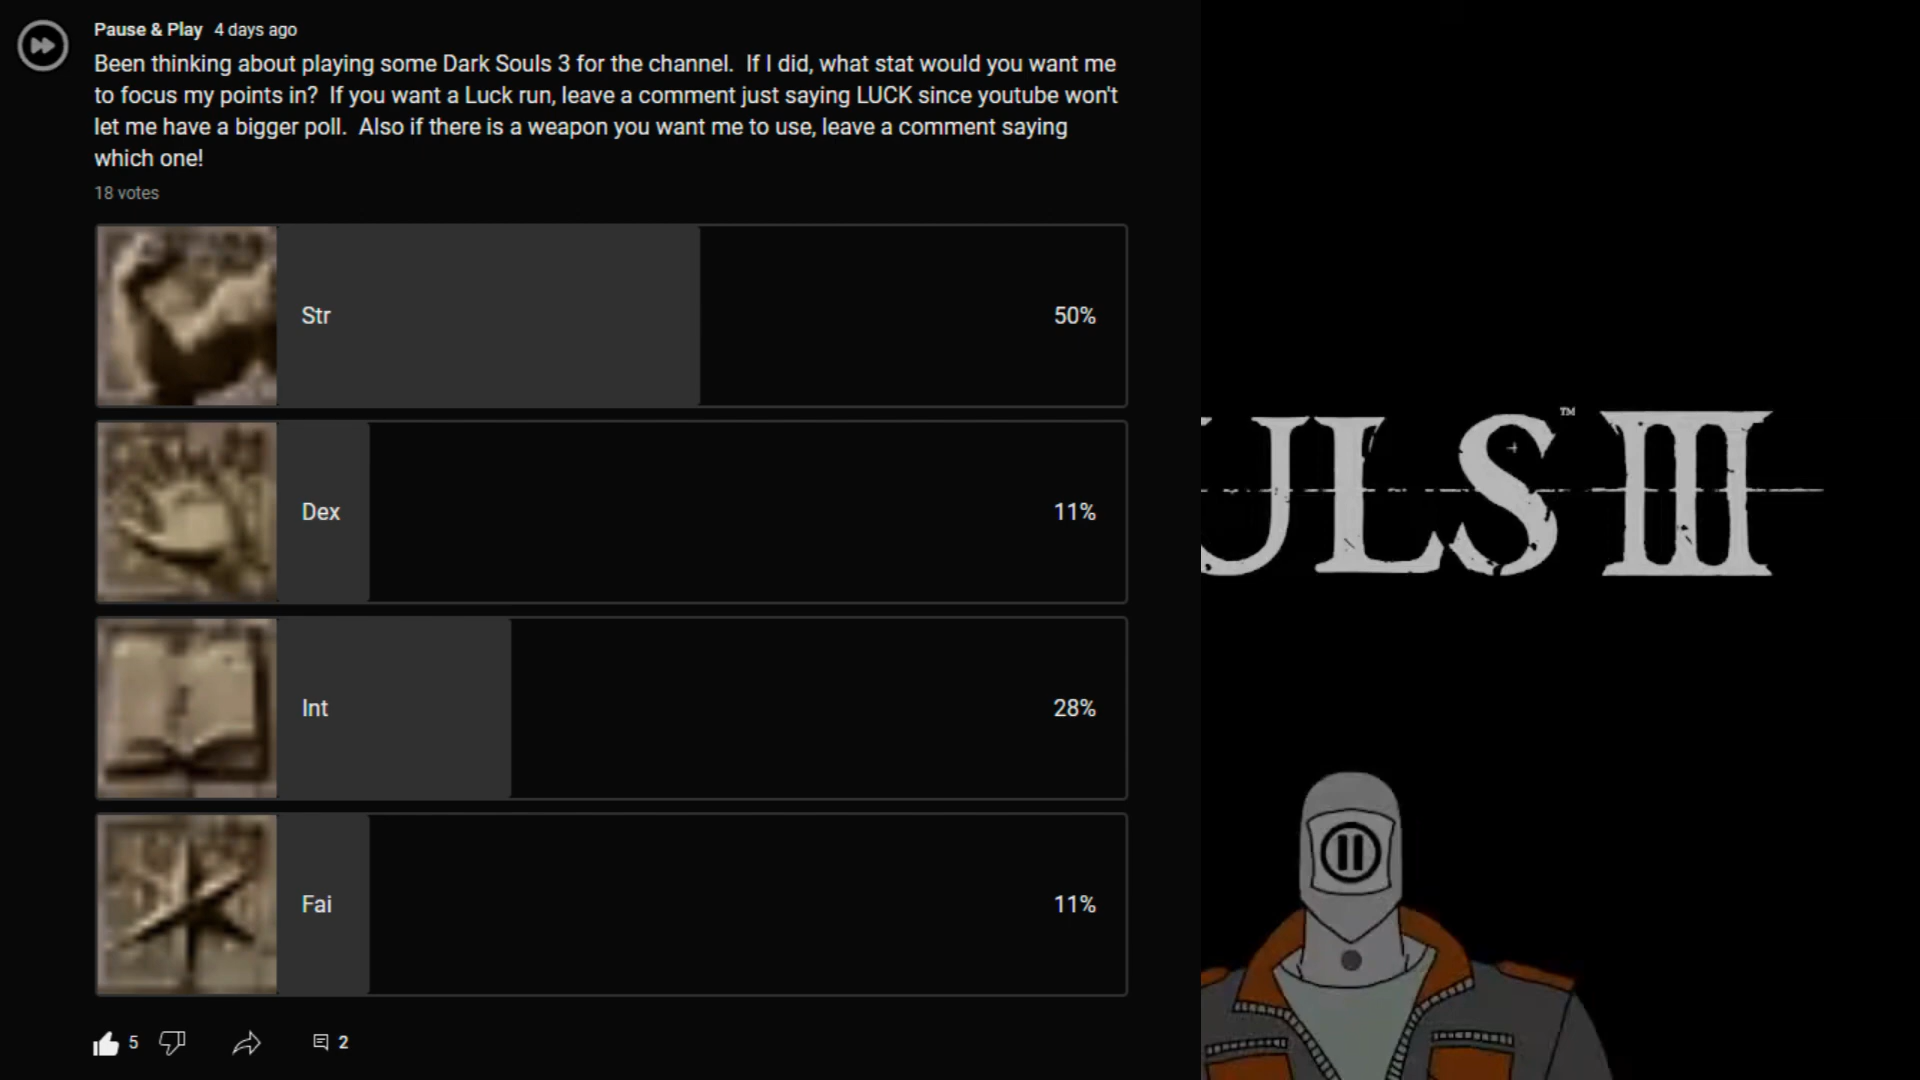 Pause & Play 4 days ago
Been thinking about playing some Dark Souls 3 for the channel. If I did, what stat would you want me
to focus my points in? If you want a Luck run, leave a comment just saying LUCK since youtube won't
let me have a bigger poll. Also if there is a weapon you want me to use, leave a comment saying
which one!
18 votes
Str 50%
Dex 11%
Int 28%
Fai 11%
5 2
ULS™ III